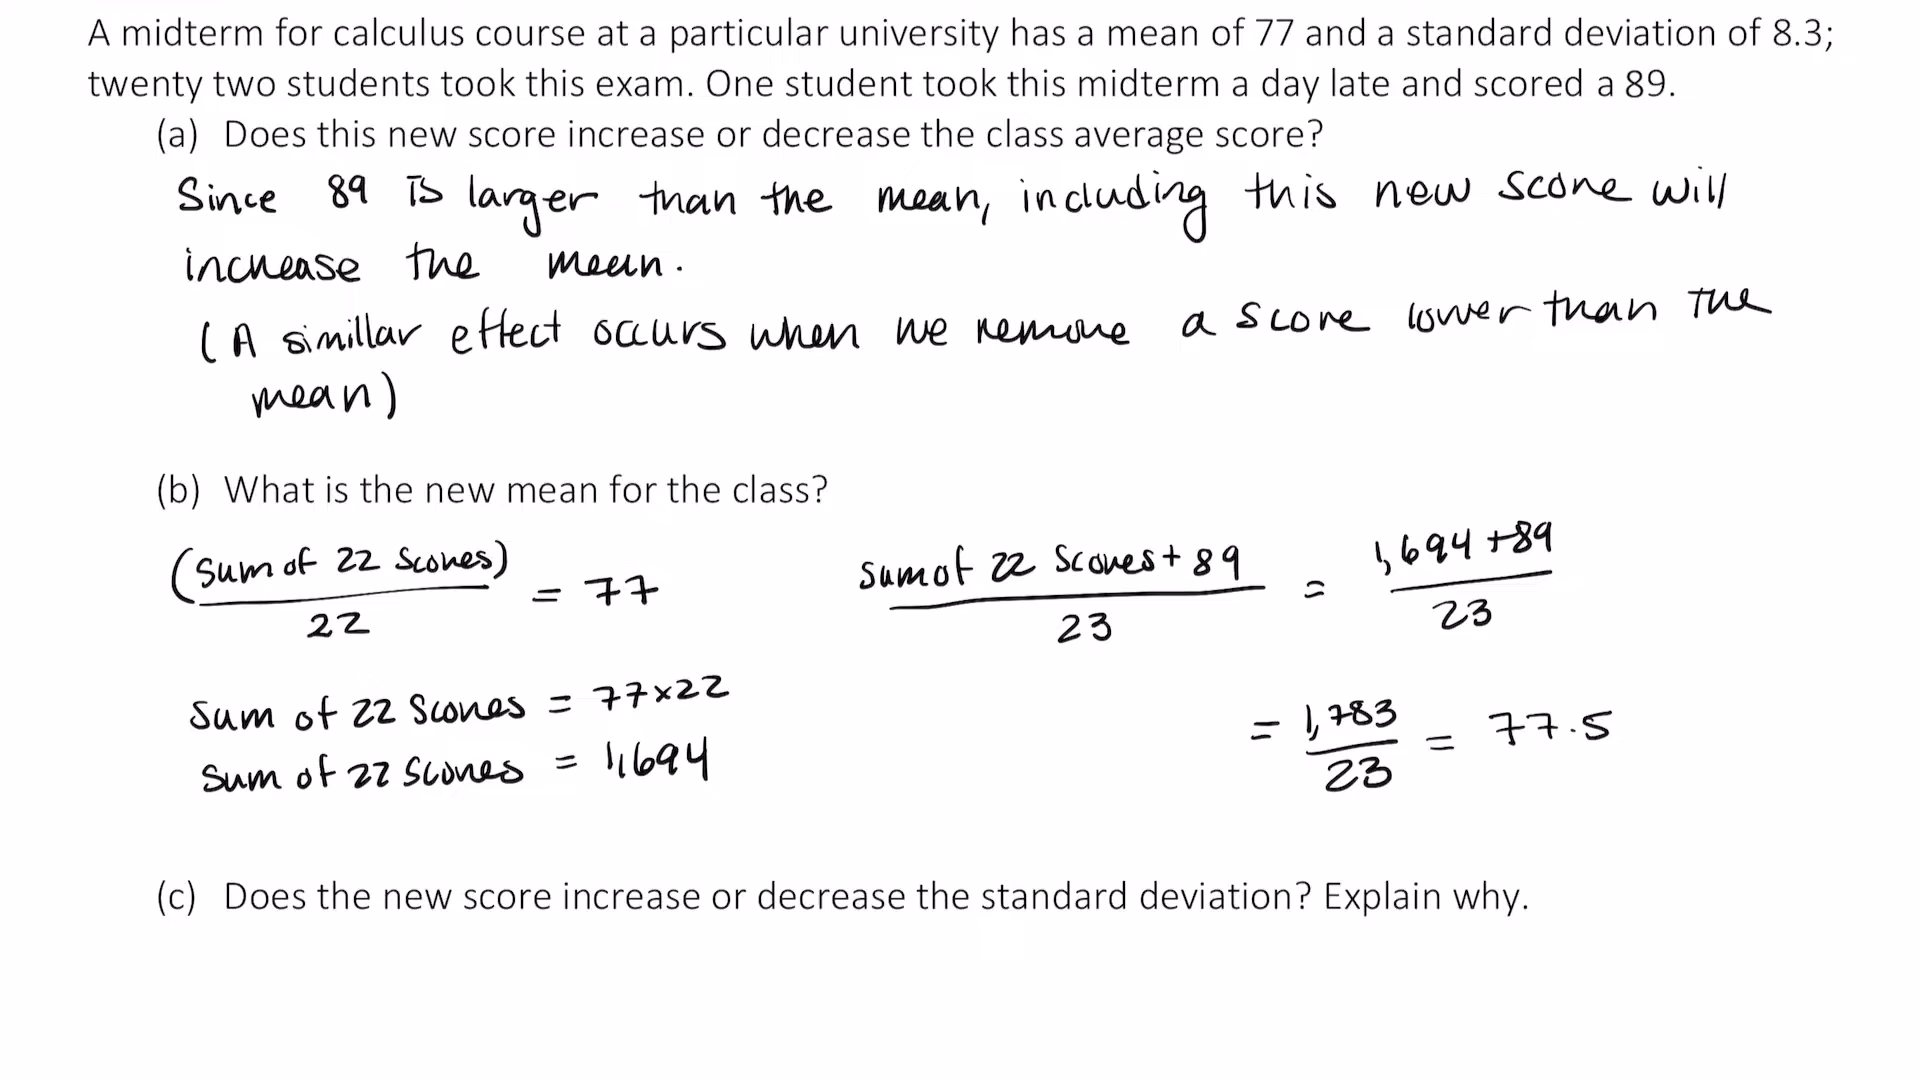 A midterm for calculus course at a particular university has a mean of 77 and a standard deviation of 8.3;
twenty two students took this exam. One student took this midterm a day late and scored a 89.
(a) Does this new score increase or decrease the class average score?
Since 89 is larger than the mean, including this new score will
increase the mean.
(A simillar effect occurs when we remove a score lower than the
mean)
(b) What is the new mean for the class?
(sum of 22 scores) / 22 = 77
sum of 22 scores + 89 / 23 = 1,694 + 89 / 23
sum of 22 scores = 77 x 22
sum of 22 scores = 1,694
= 1,783 / 23 = 77.5
(c) Does the new score increase or decrease the standard deviation? Explain why.